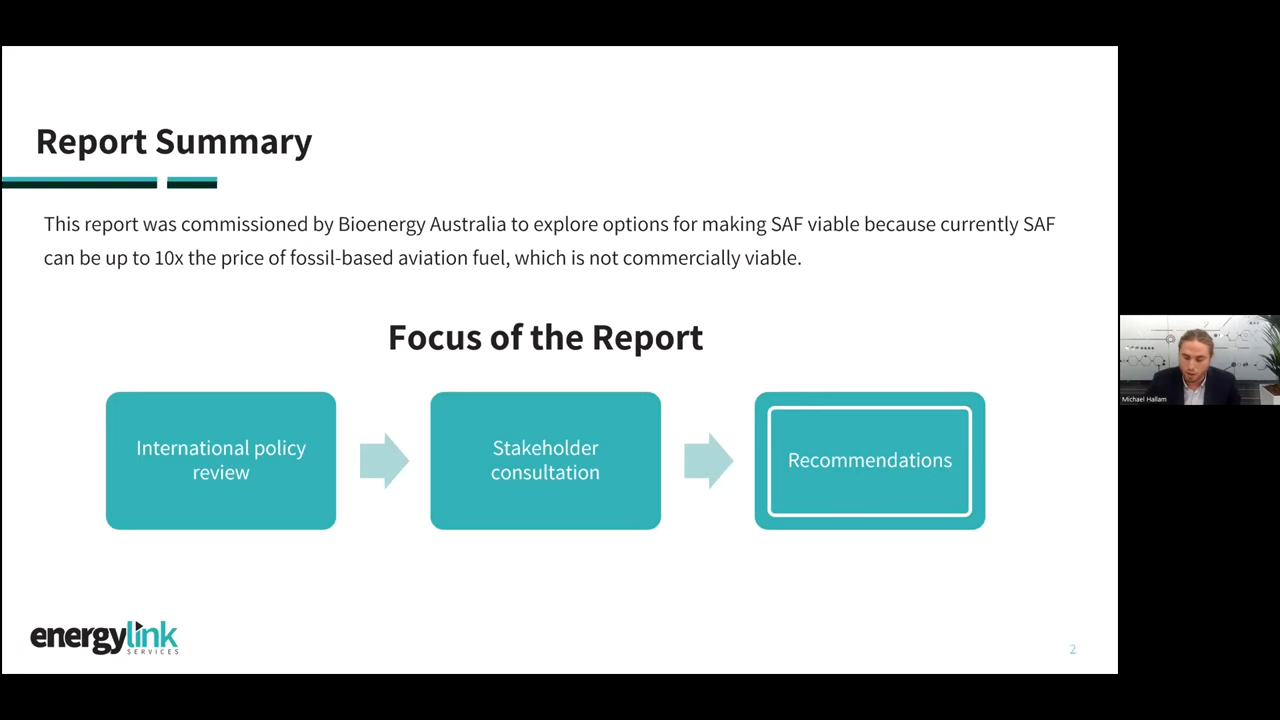 Report Summary
This report was commissioned by Bioenergy Australia to explore options for making SAF viable because currently SAF
can be up to 10x the price of fossil-based aviation fuel, which is not commercially viable.
Focus of the Report
International policy
review
Stakeholder
consultation
Recommendations
Michael Hallam
energylink
SERVICES
2